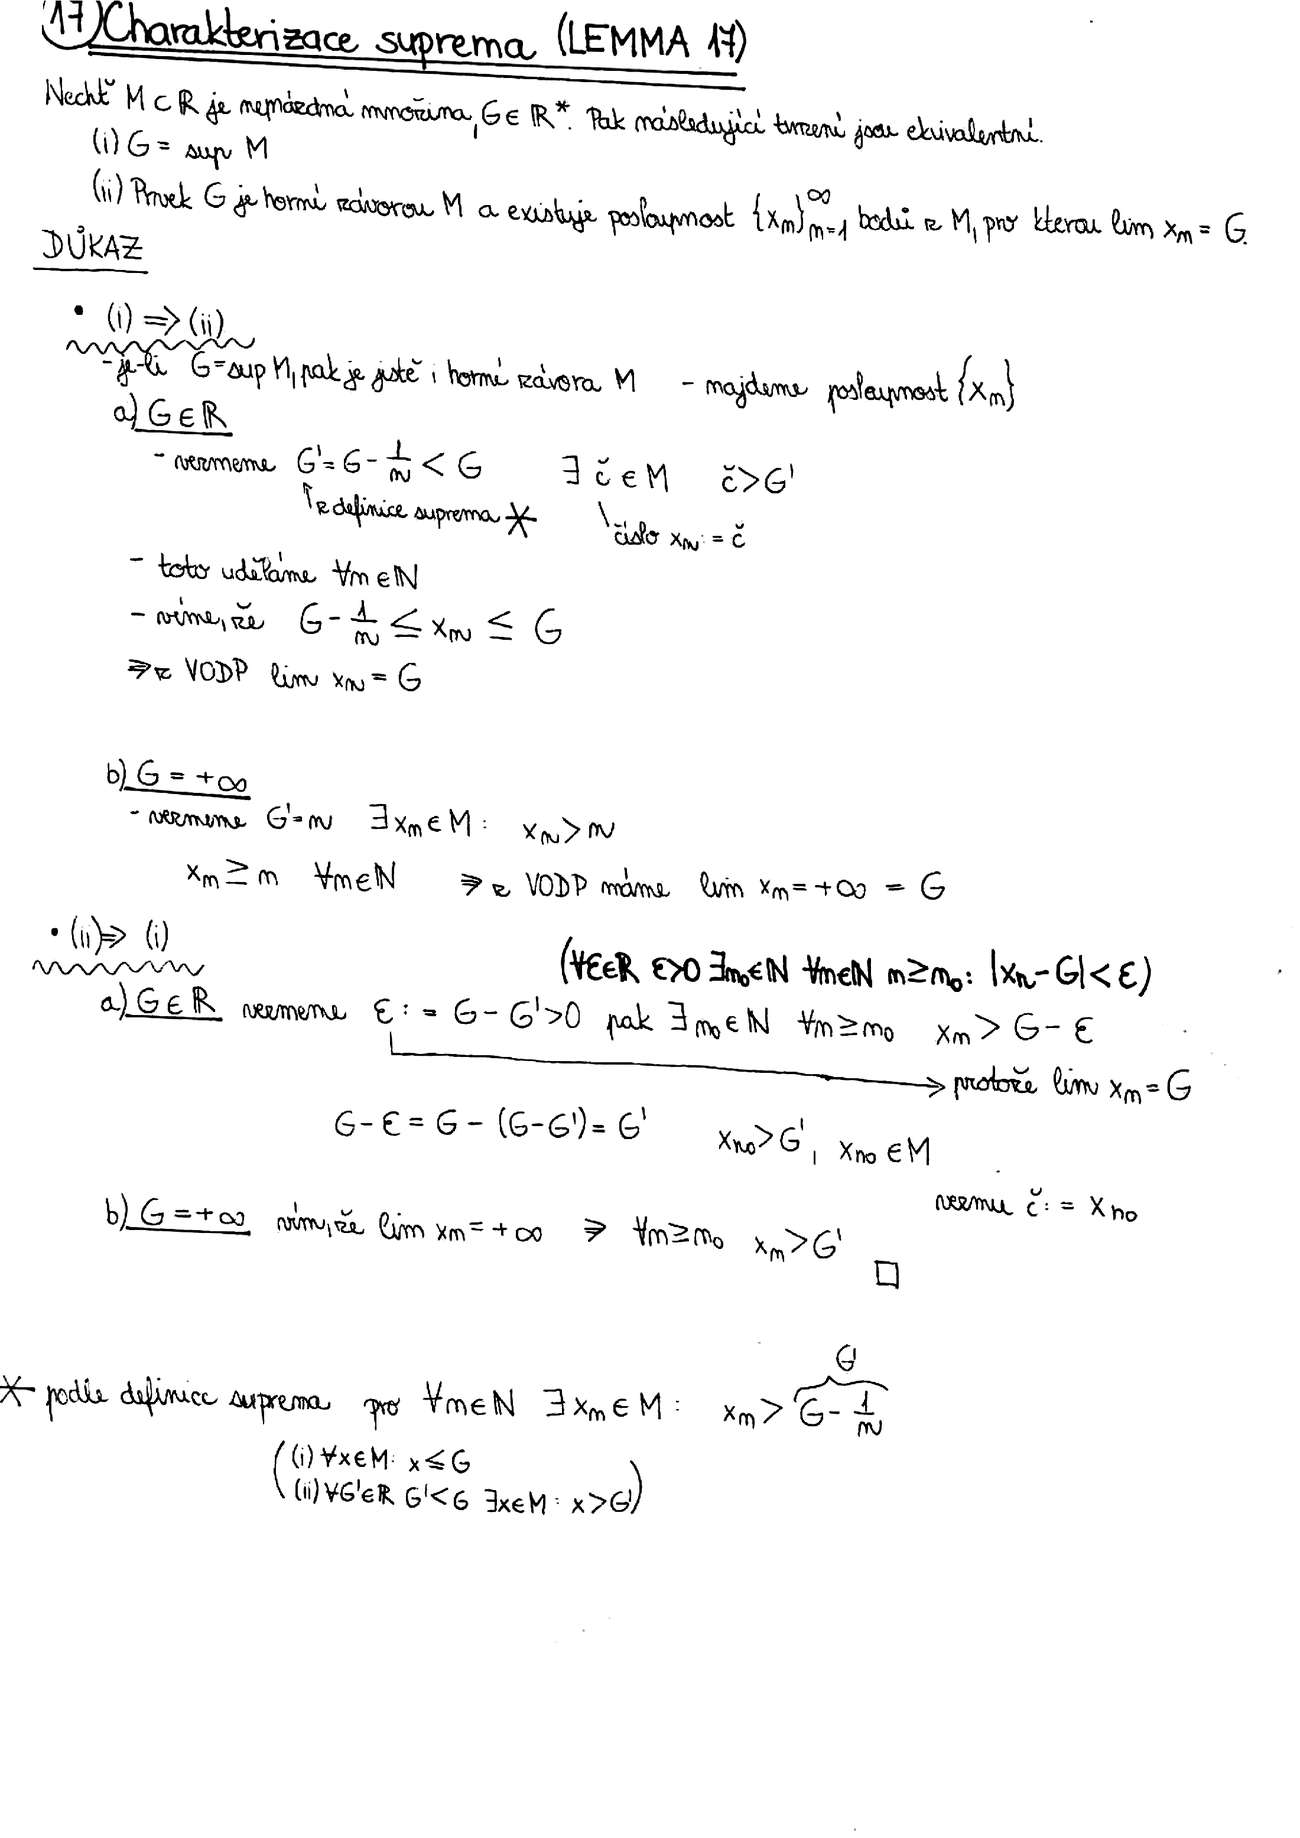 17) Charakterizace suprema (LEMMA 17)
Nechť M ⊂ ℝ je neprázdná množina, G ∈ ℝ*. Pak následující tvrzení jsou ekvivalentní.
(i) G = sup M
(ii) Prvek G je horní závorou M a existuje posloupnost {xn}∞n=1 bodů z M, pro kterou lim xn = G.
DŮKAZ
• (i) ⇒ (ii)
- je-li G = sup M, pak je jistě i horní závora M - najdeme posloupnost {xn}
a) G ∈ ℝ
- vezmeme G' = G - 1/n < G ∃ č ∈ M č > G'
↑ z definice suprema * \ číslo xn := č
- toto uděláme ∀n ∈ ℕ
- víme, že G - 1/n ≤ xn ≤ G
⇒ z VODP lim xn = G
b) G = +∞
- vezmeme G' = n ∃ xn ∈ M: xn > n
xn ≥ n ∀n ∈ ℕ ⇒ z VODP máme lim xn = +∞ = G
• (ii) ⇒ (i)
(∀ε∈ℝ ε>0 ∃n₀∈ℕ ∀n∈ℕ n≥n₀: |xn - G| < ε)
a) G ∈ ℝ vezmeme ε := G - G' > 0 pak ∃ n₀ ∈ ℕ ∀n ≥ n₀ xn > G - ε
→ protože lim xn = G
G - ε = G - (G - G') = G' xn₀ > G', xn₀ ∈ M
vezmu č := xn₀
b) G = +∞ vím, že lim xn = +∞ ⇒ ∀n ≥ n₀ xn > G'
□
G'
* podle definice suprema pro ∀n ∈ ℕ ∃ xn ∈ M: xn > G - 1/n
(i) ∀x∈M: x ≤ G
(ii) ∀G'∈ℝ G' < G ∃x∈M: x > G'